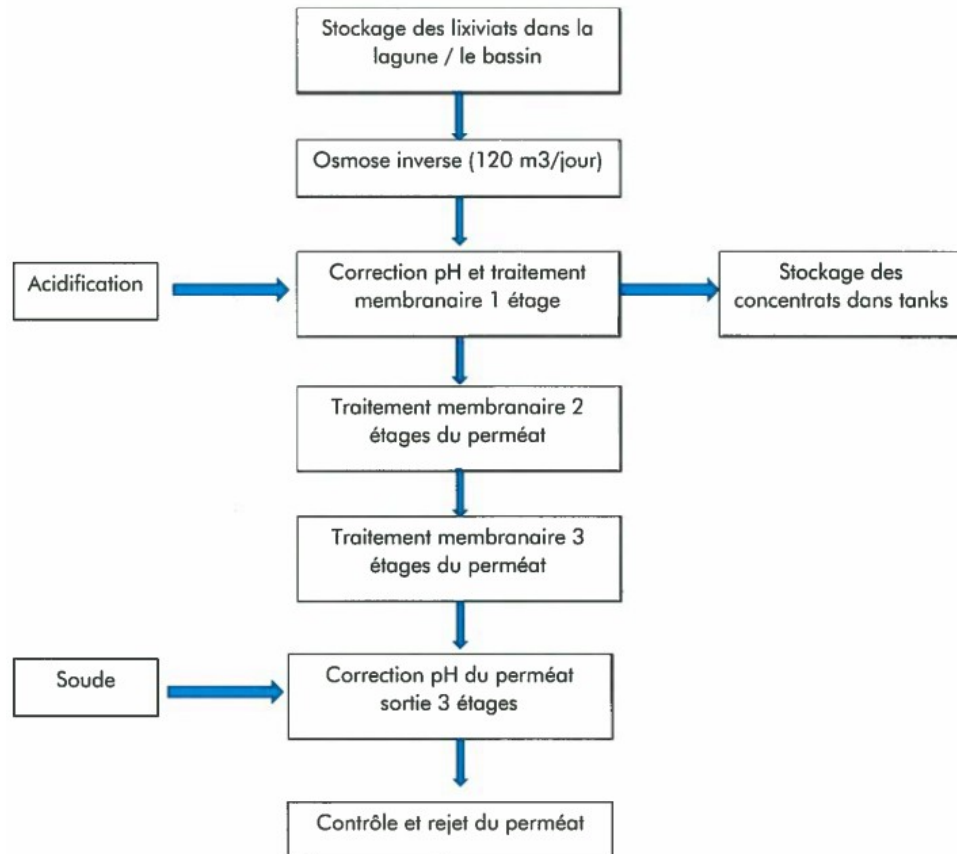 Stockage des lixiviats dans la
lagune / le bassin
Osmose inverse (120 m3/jour)
Acidification
Correction pH et traitement
membranaire 1 étage
Stockage des
concentrats dans tanks
Traitement membranaire 2
étages du perméat
Traitement membranaire 3
étages du perméat
Soude
Correction pH du perméat
sortie 3 étages
Contrôle et rejet du perméat